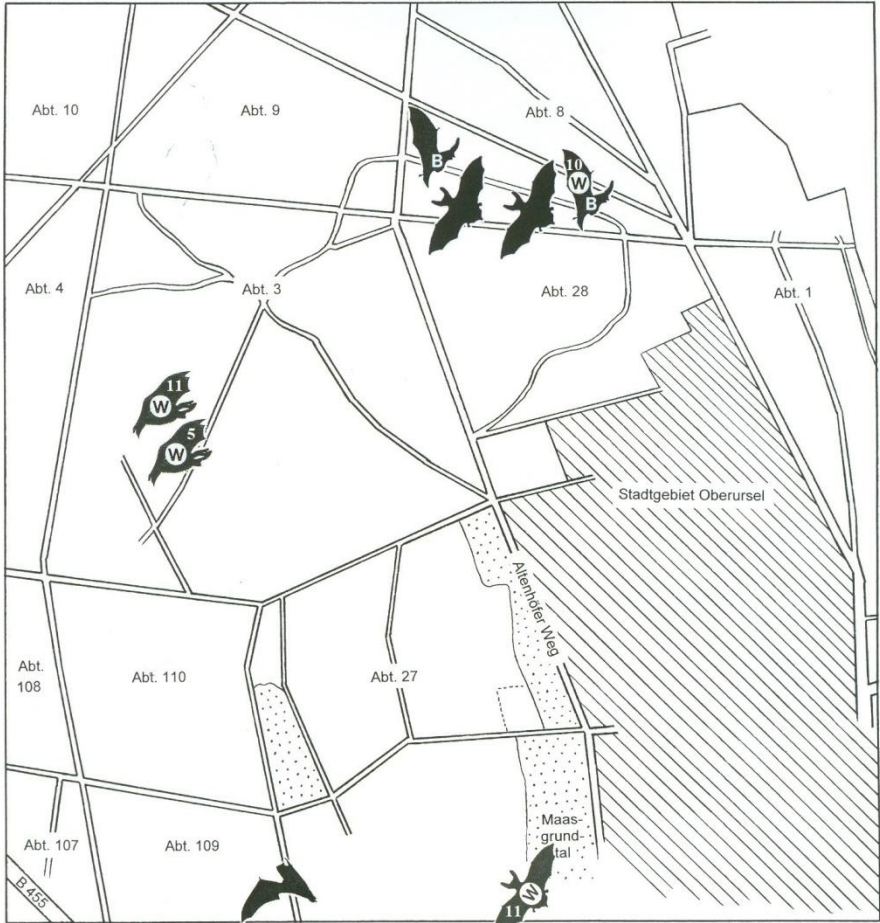 Abt. 10
Abt. 9
Abt. 8
B
10
W
B
Abt. 4
Abt. 3
Abt. 28
Abt. 1
11
W
5
W
Stadtgebiet Oberursel
Altenhöfer Weg
Abt.
108
Abt. 110
Abt. 27
Maas-
grund-
tal
Abt. 107
Abt. 109
B 455
W
11